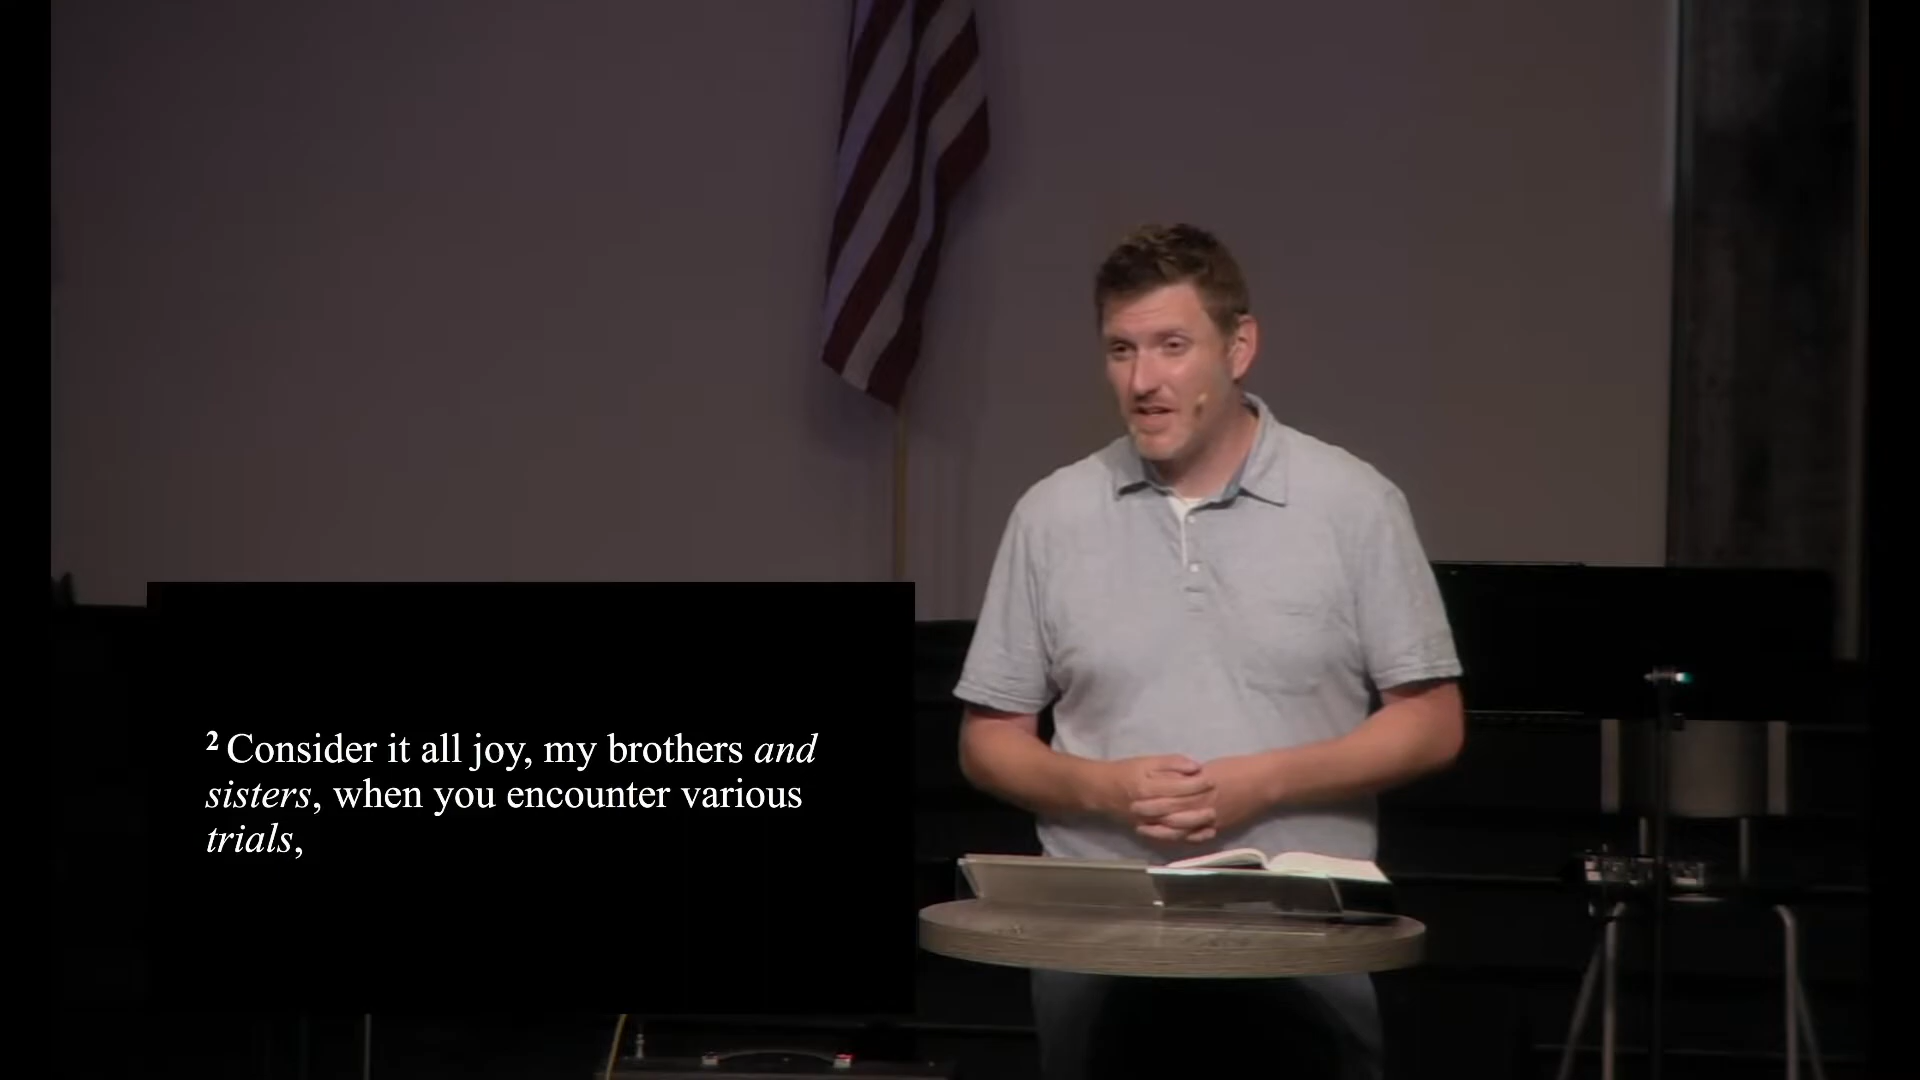 2 Consider it all joy, my brothers and
sisters, when you encounter various
trials,